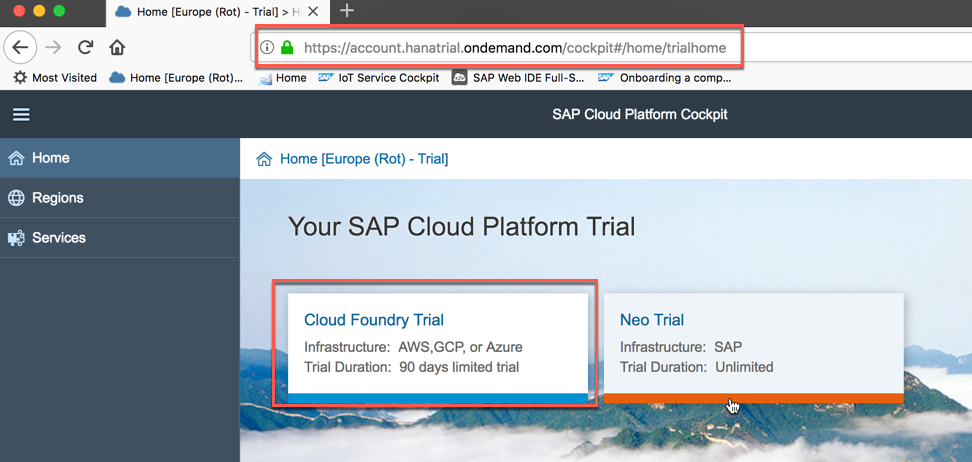 Home [Europe (Rot) - Trial] > H
https://account.hanatrial.ondemand.com/cockpit#/home/trialhome
Most Visited Home [Europe (Rot)... Home SAP IoT Service Cockpit SAP Web IDE Full-S... SAP Onboarding a comp...
SAP Cloud Platform Cockpit
Home
Home [Europe (Rot) - Trial]
Regions
Services
Your SAP Cloud Platform Trial
Cloud Foundry Trial
Infrastructure: AWS,GCP, or Azure
Trial Duration: 90 days limited trial
Neo Trial
Infrastructure: SAP
Trial Duration: Unlimited